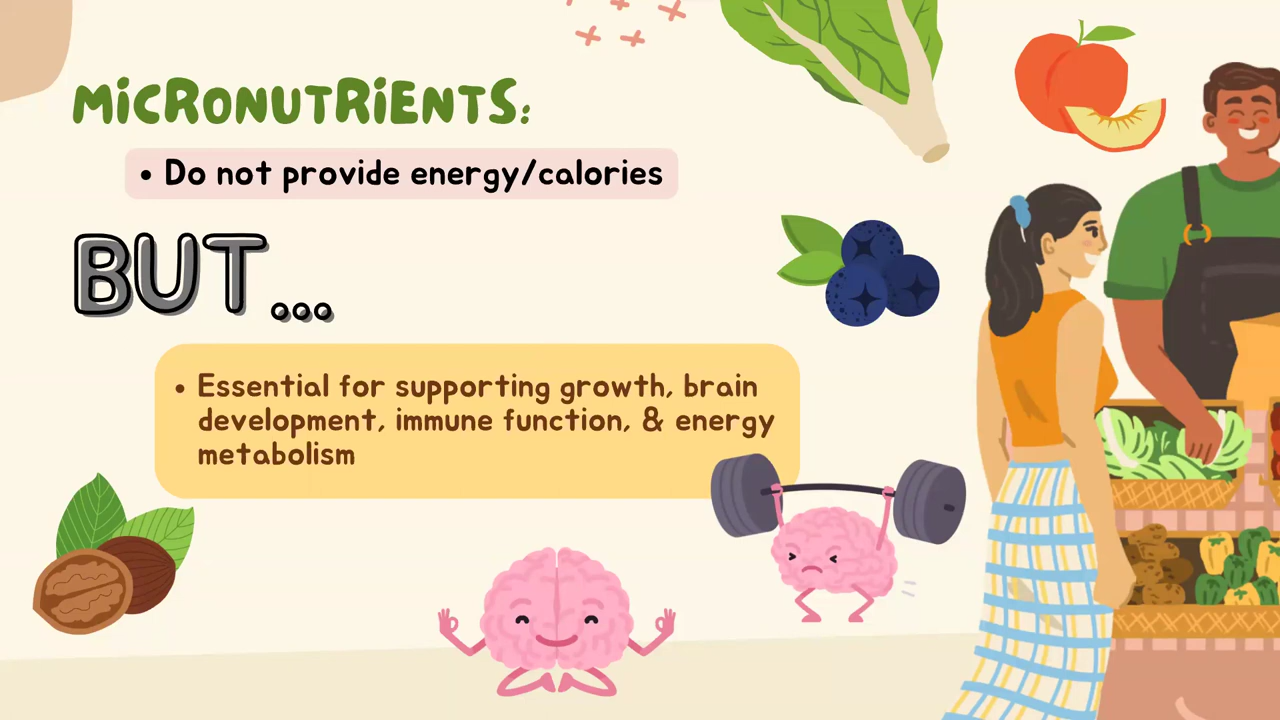 MiCRONUTRiENTS:
• Do not provide energy/calories
BUT...
• Essential for supporting growth, brain
development, immune function, & energy
metabolism